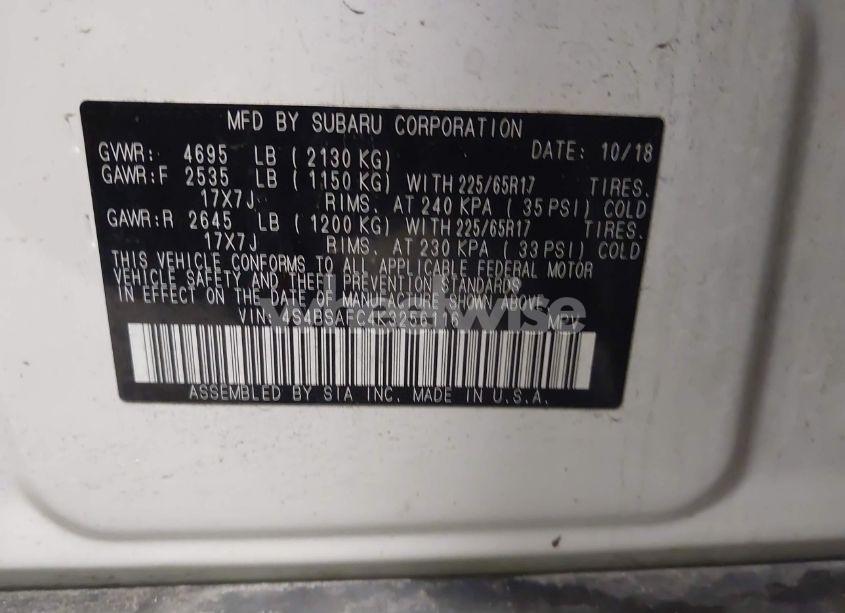 MFD BY SUBARU CORPORATION
GVWR: 4695 LB ( 2130 KG) DATE: 10/18
GAWR:F 2535 LB ( 1150 KG) WITH 225/65R17 TIRES.
17X7J RIMS. AT 240 KPA ( 35 PSI) COLD
GAWR:R 2645 LB ( 1200 KG) WITH 225/65R17 TIRES.
17X7J RIMS. AT 230 KPA ( 33 PSI) COLD
THIS VEHICLE CONFORMS TO ALL APPLICABLE FEDERAL MOTOR
VEHICLE SAFETY AND THEFT PREVENTION STANDARDS
IN EFFECT ON THE DATE OF MANUFACTURE SHOWN ABOVE.
VIN: 4S4BSAFC4K3256116 MPV
ASSEMBLED BY SIA INC. MADE IN U.S.A.